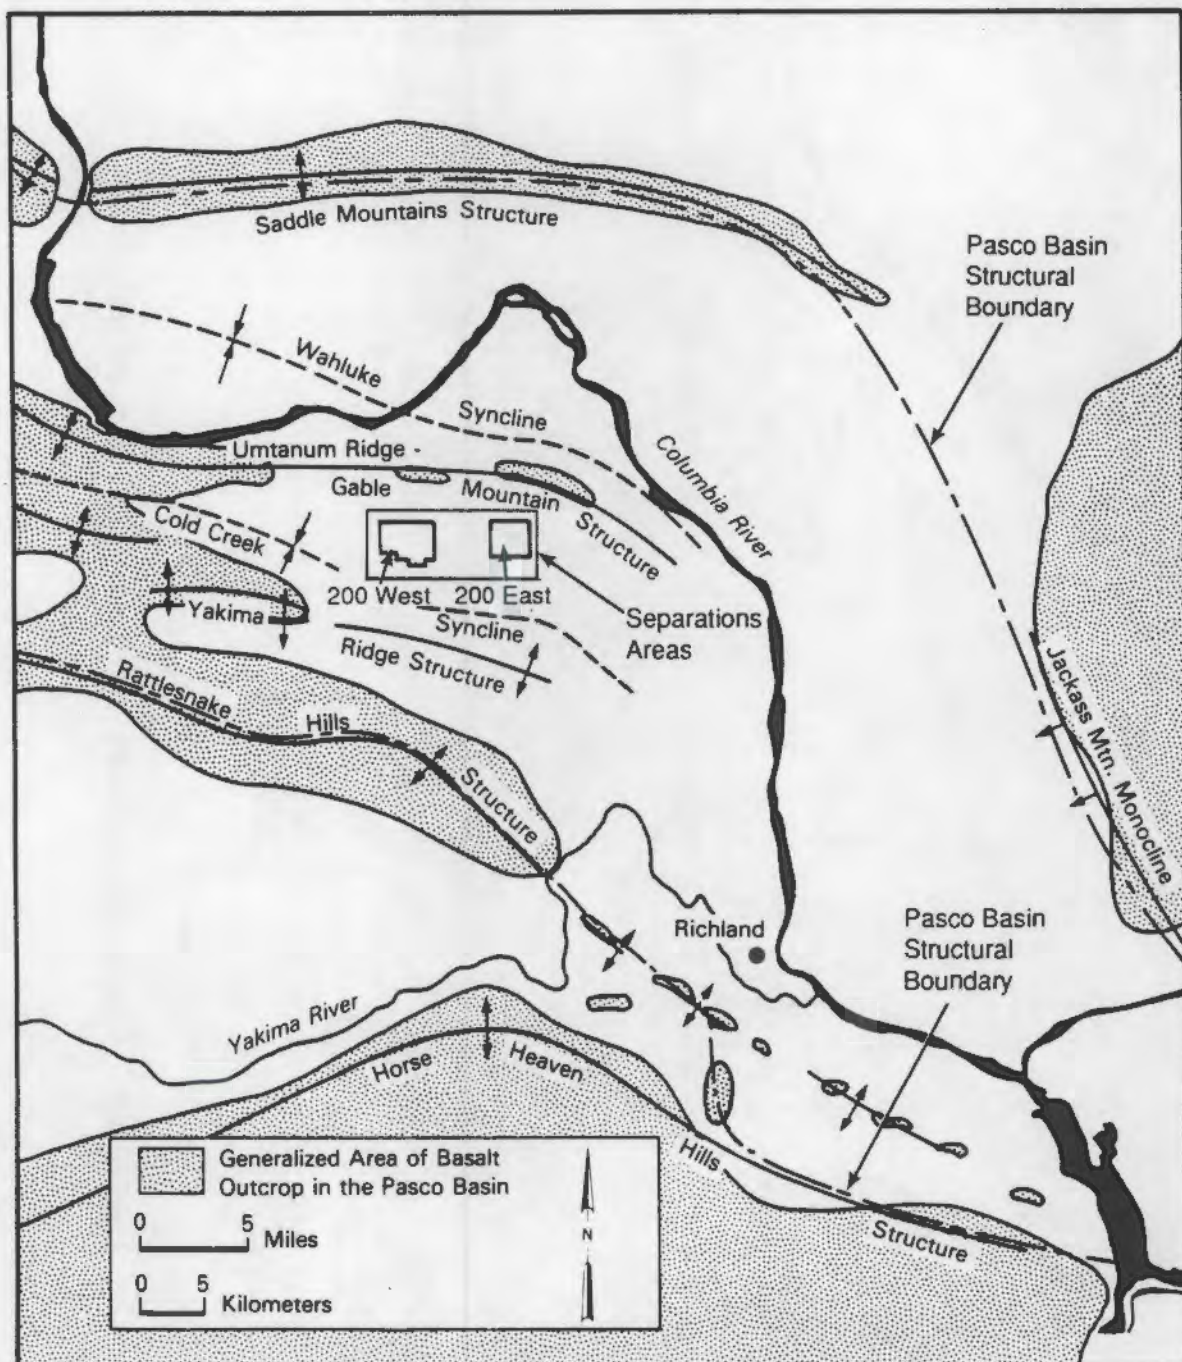 Saddle Mountains Structure
Pasco Basin
Structural
Boundary
Wahluke
Syncline
Umtanum Ridge -
Gable
Mountain
Structure
Columbia River
Cold Creek
200 West
200 East
Separations
Areas
Yakima
Syncline
Ridge Structure
Rattlesnake
Hills
Structure
Jackass Mtn. Monocline
Richland
Pasco Basin
Structural
Boundary
Yakima River
Horse
Heaven
Hills
Structure
Generalized Area of Basalt
Outcrop in the Pasco Basin
0 5
Miles
0 5
Kilometers
N